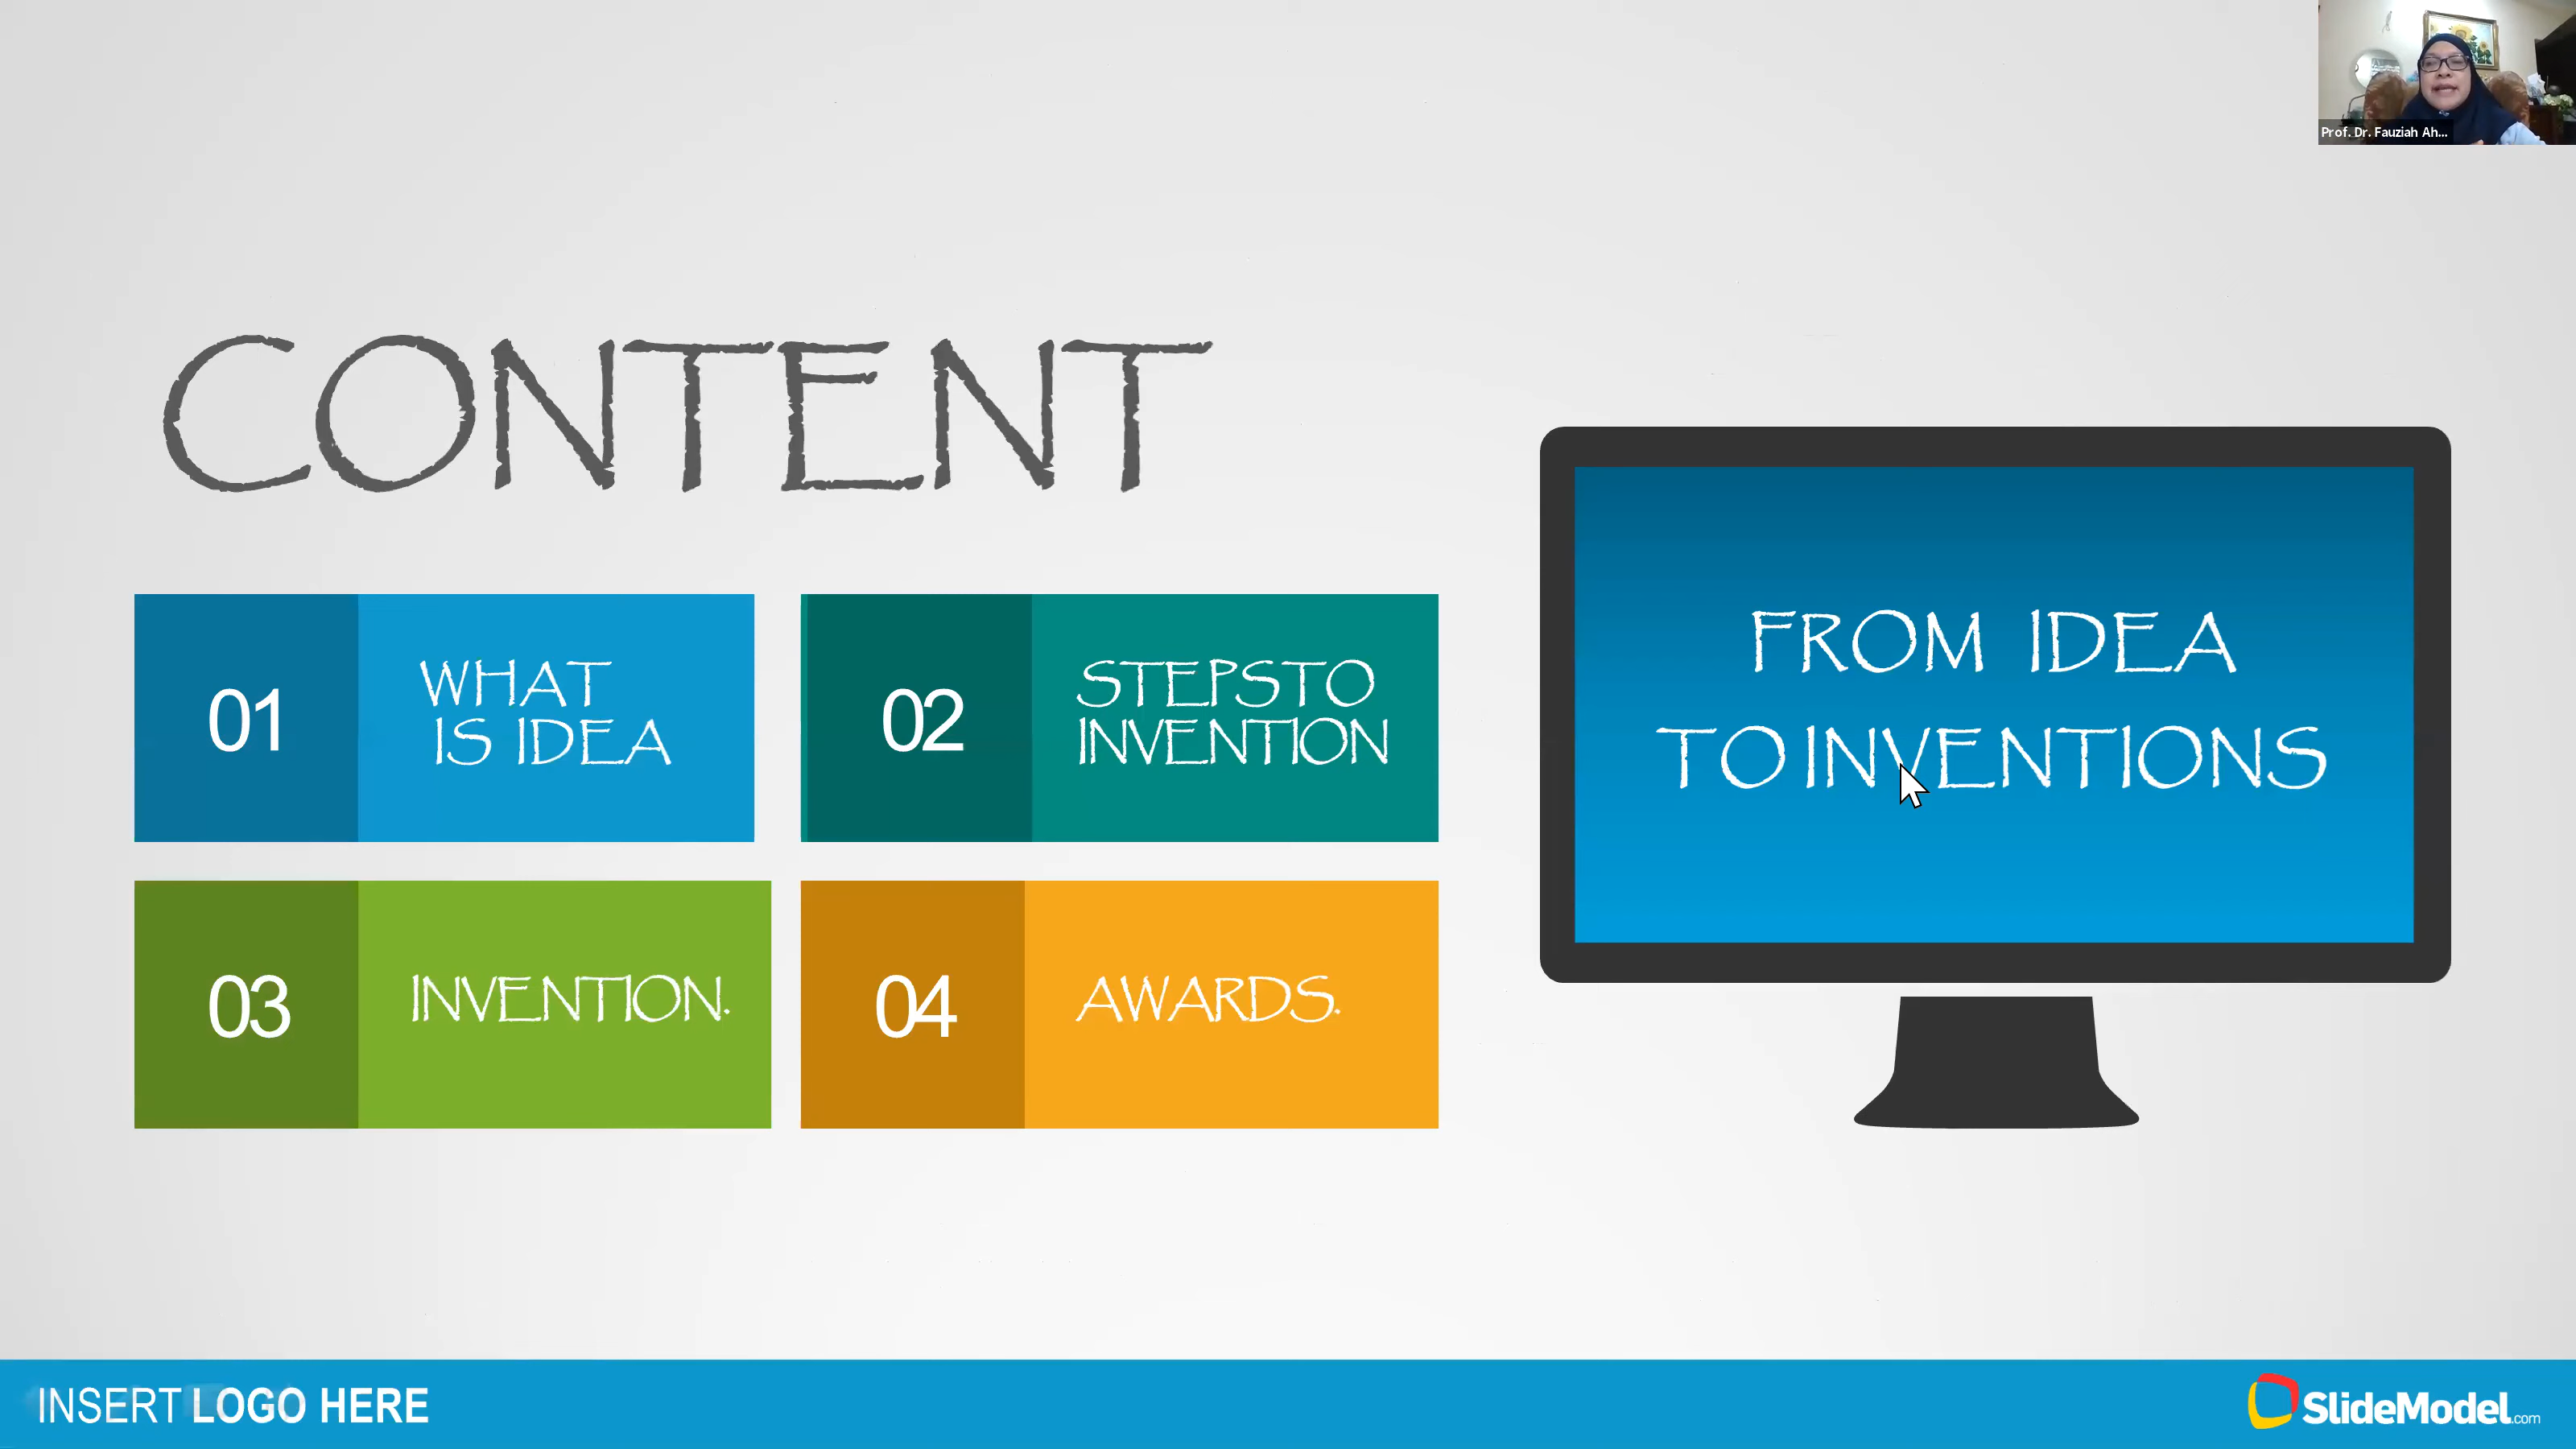 Prof. Dr. Fauziah Ah...
CONTENT
01
WHAT
IS IDEA
02
STEPSTO
INVENTION
03
INVENTION.
04
AWARDS.
FROM IDEA
TO INVENTIONS
INSERT LOGO HERE
SlideModel.com